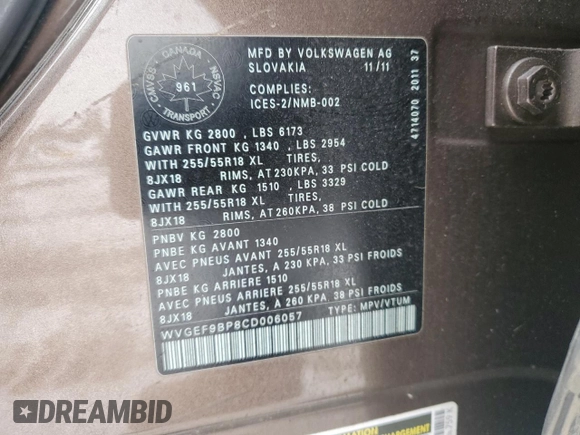 CANADA
CMVSS
NSVAC
961
TRANSPORT
MFD BY VOLKSWAGEN AG
SLOVAKIA 11/11
COMPLIES:
ICES-2/NMB-002
4714070 2011 37
GVWR KG 2800 , LBS 6173
GAWR FRONT KG 1340 , LBS 2954
WITH 255/55R18 XL TIRES,
8JX18 RIMS, AT 230KPA, 33 PSI COLD
GAWR REAR KG 1510 , LBS 3329
WITH 255/55R18 XL TIRES,
8JX18 RIMS, AT 260KPA, 38 PSI COLD
PNBV KG 2800
PNBE KG AVANT 1340
AVEC PNEUS AVANT 255/55R18 XL
8JX18 JANTES, A 230 KPA, 33 PSI FROIDS
PNBE KG ARRIERE 1510
AVEC PNEUS ARRIERE 255/55R18 XL
8JX18 JANTES, A 260 KPA, 38 PSI FROIDS
WVGEF9BP8CD006057 TYPE: MPV/VTUM
DREAMBID